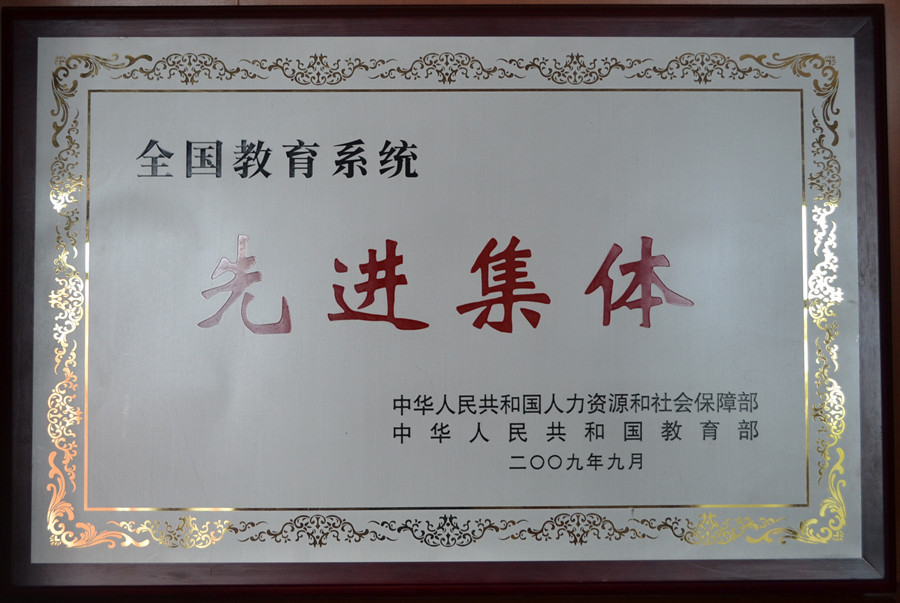 全国教育系统
先进集体
中华人民共和国人力资源和社会保障部
中华人民共和国教育部
二〇〇九年九月